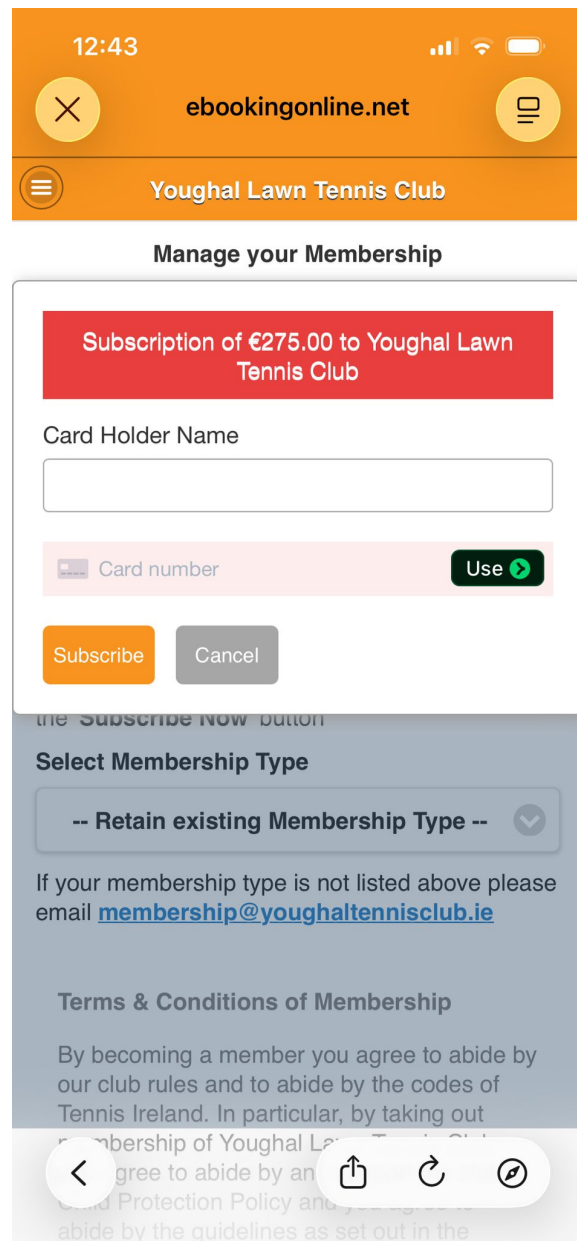 12:43
ebookingonline.net
Youghal Lawn Tennis Club
Manage your Membership
Subscription of €275.00 to Youghal Lawn
Tennis Club
Card Holder Name
Card number
Use
Subscribe
Cancel
the Subscribe Now button
Select Membership Type
-- Retain existing Membership Type --
If your membership type is not listed above please
email membership@youghaltennisclub.ie
Terms & Conditions of Membership
By becoming a member you agree to abide by
our club rules and to abide by the codes of
Tennis Ireland. In particular, by taking out
membership of Youghal Lawn Tennis Club
agree to abide by
Child Protection Policy and you agree to
abide by the guidelines as set out in the